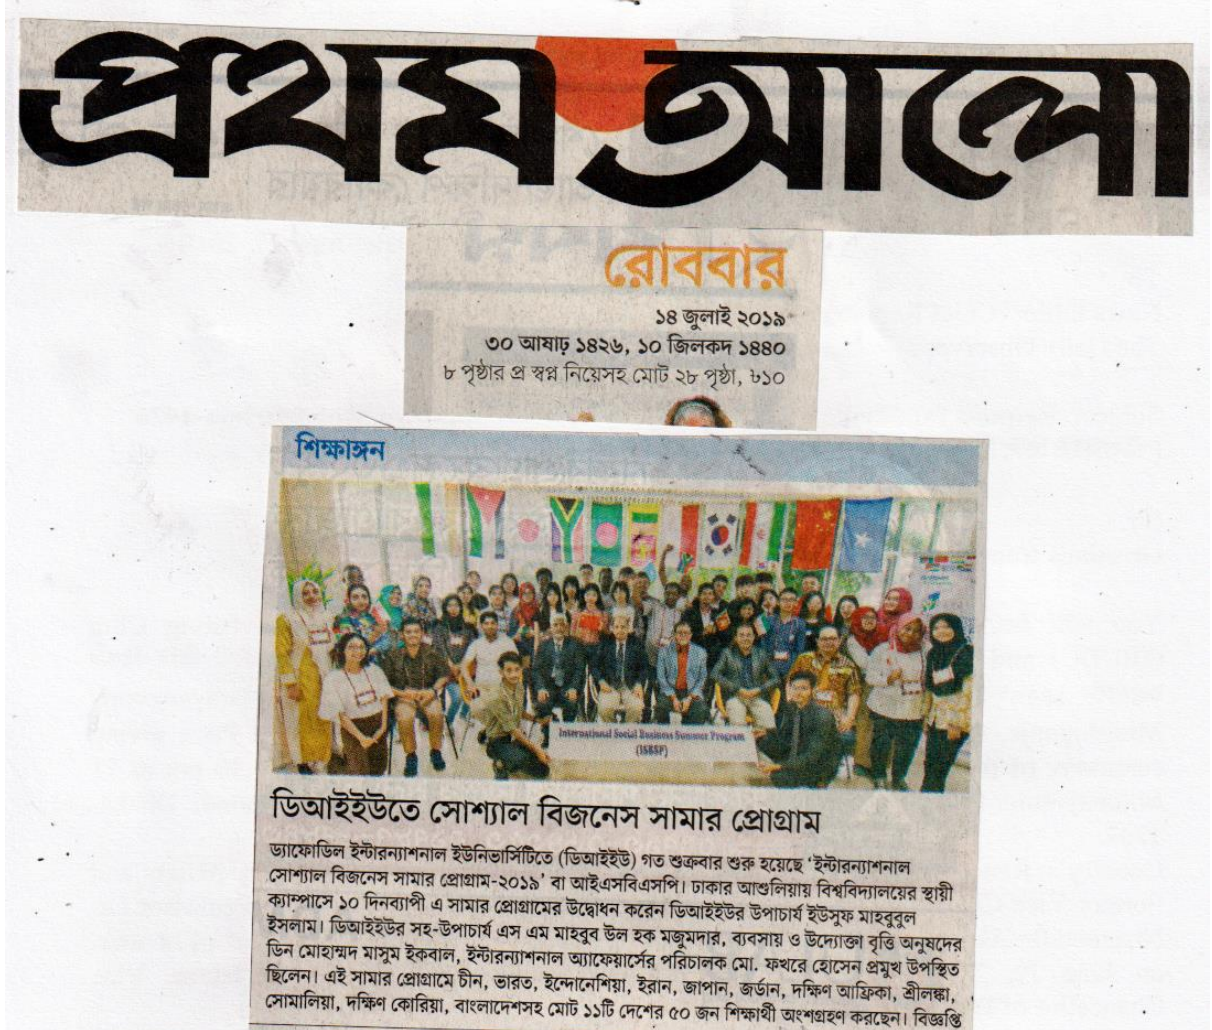 প্রথম আলো
রোববার
১৪ জুলাই ২০১৯
৩০ আষাঢ় ১৪২৬, ১০ জিলকদ ১৪৪০
৮ পৃষ্ঠার প্র স্বপ্ন নিয়েসহ মোট ২৮ পৃষ্ঠা, ৳১০
শিক্ষাঙ্গন
International Social Business Summer Program
(ISBSP)
ডিআইইউতে সোশ্যাল বিজনেস সামার প্রোগ্রাম
ড্যাফোডিল ইন্টারন্যাশনাল ইউনিভার্সিটিতে (ডিআইইউ) গত শুক্রবার শুরু হয়েছে ‘ইন্টারন্যাশনাল
সোশ্যাল বিজনেস সামার প্রোগ্রাম-২০১৯’ বা আইএসবিএসপি। ঢাকার আশুলিয়ায় বিশ্ববিদ্যালয়ের স্থায়ী
ক্যাম্পাসে ১০ দিনব্যাপী এ সামার প্রোগ্রামের উদ্বোধন করেন ডিআইইউর উপাচার্য ইউসুফ মাহবুবুল
ইসলাম। ডিআইইউর সহ-উপাচার্য এস এম মাহবুব উল হক মজুমদার, ব্যবসায় ও উদ্যোক্তা বৃত্তি অনুষদের
ডিন মোহাম্মদ মাসুম ইকবাল, ইন্টারন্যাশনাল অ্যাফেয়ার্সের পরিচালক মো. ফখরে হোসেন প্রমুখ উপস্থিত
ছিলেন। এই সামার প্রোগ্রামে চীন, ভারত, ইন্দোনেশিয়া, ইরান, জাপান, জর্ডান, দক্ষিণ আফ্রিকা, শ্রীলঙ্কা,
সোমালিয়া, দক্ষিণ কোরিয়া, বাংলাদেশসহ মোট ১১টি দেশের ৫০ জন শিক্ষার্থী অংশগ্রহণ করছেন। বিজ্ঞপ্তি